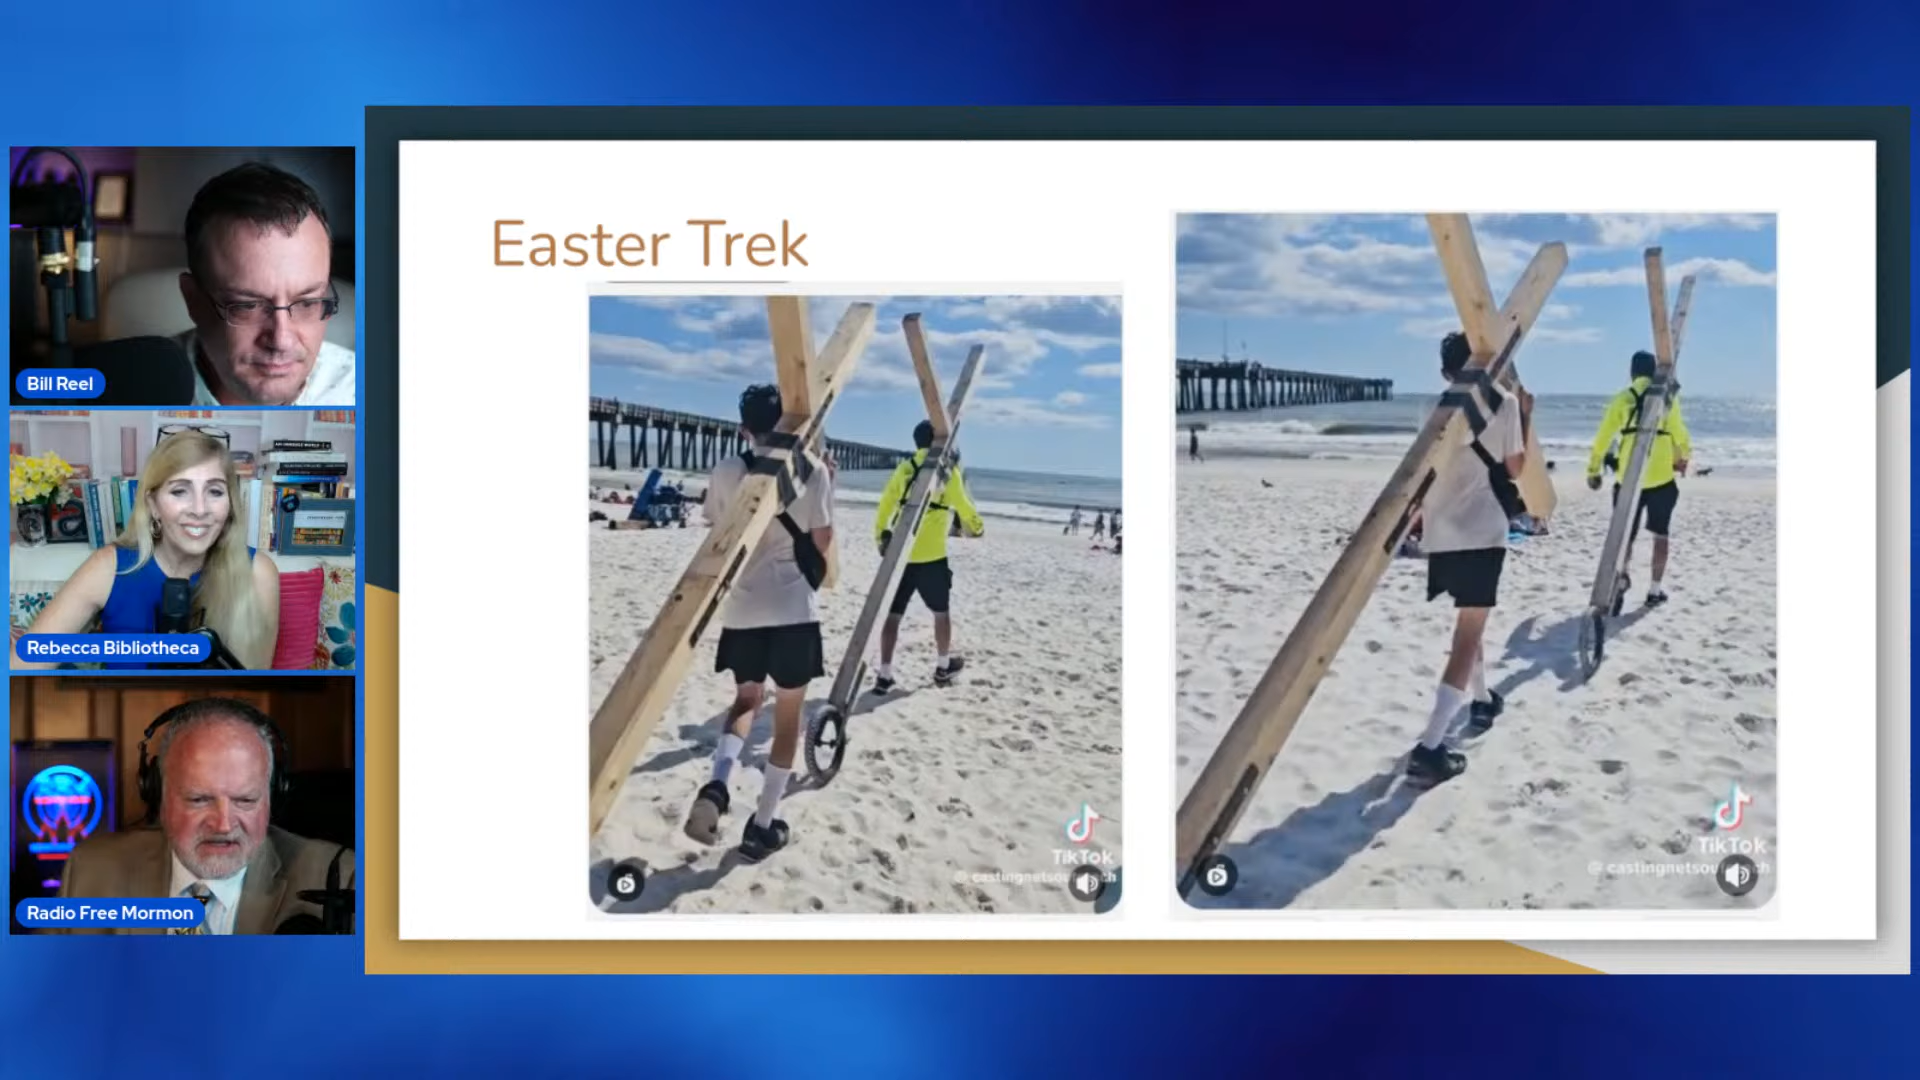 Easter Trek
Bill Reel
Rebecca Bibliotheca
Radio Free Mormon
TikTok
TikTok